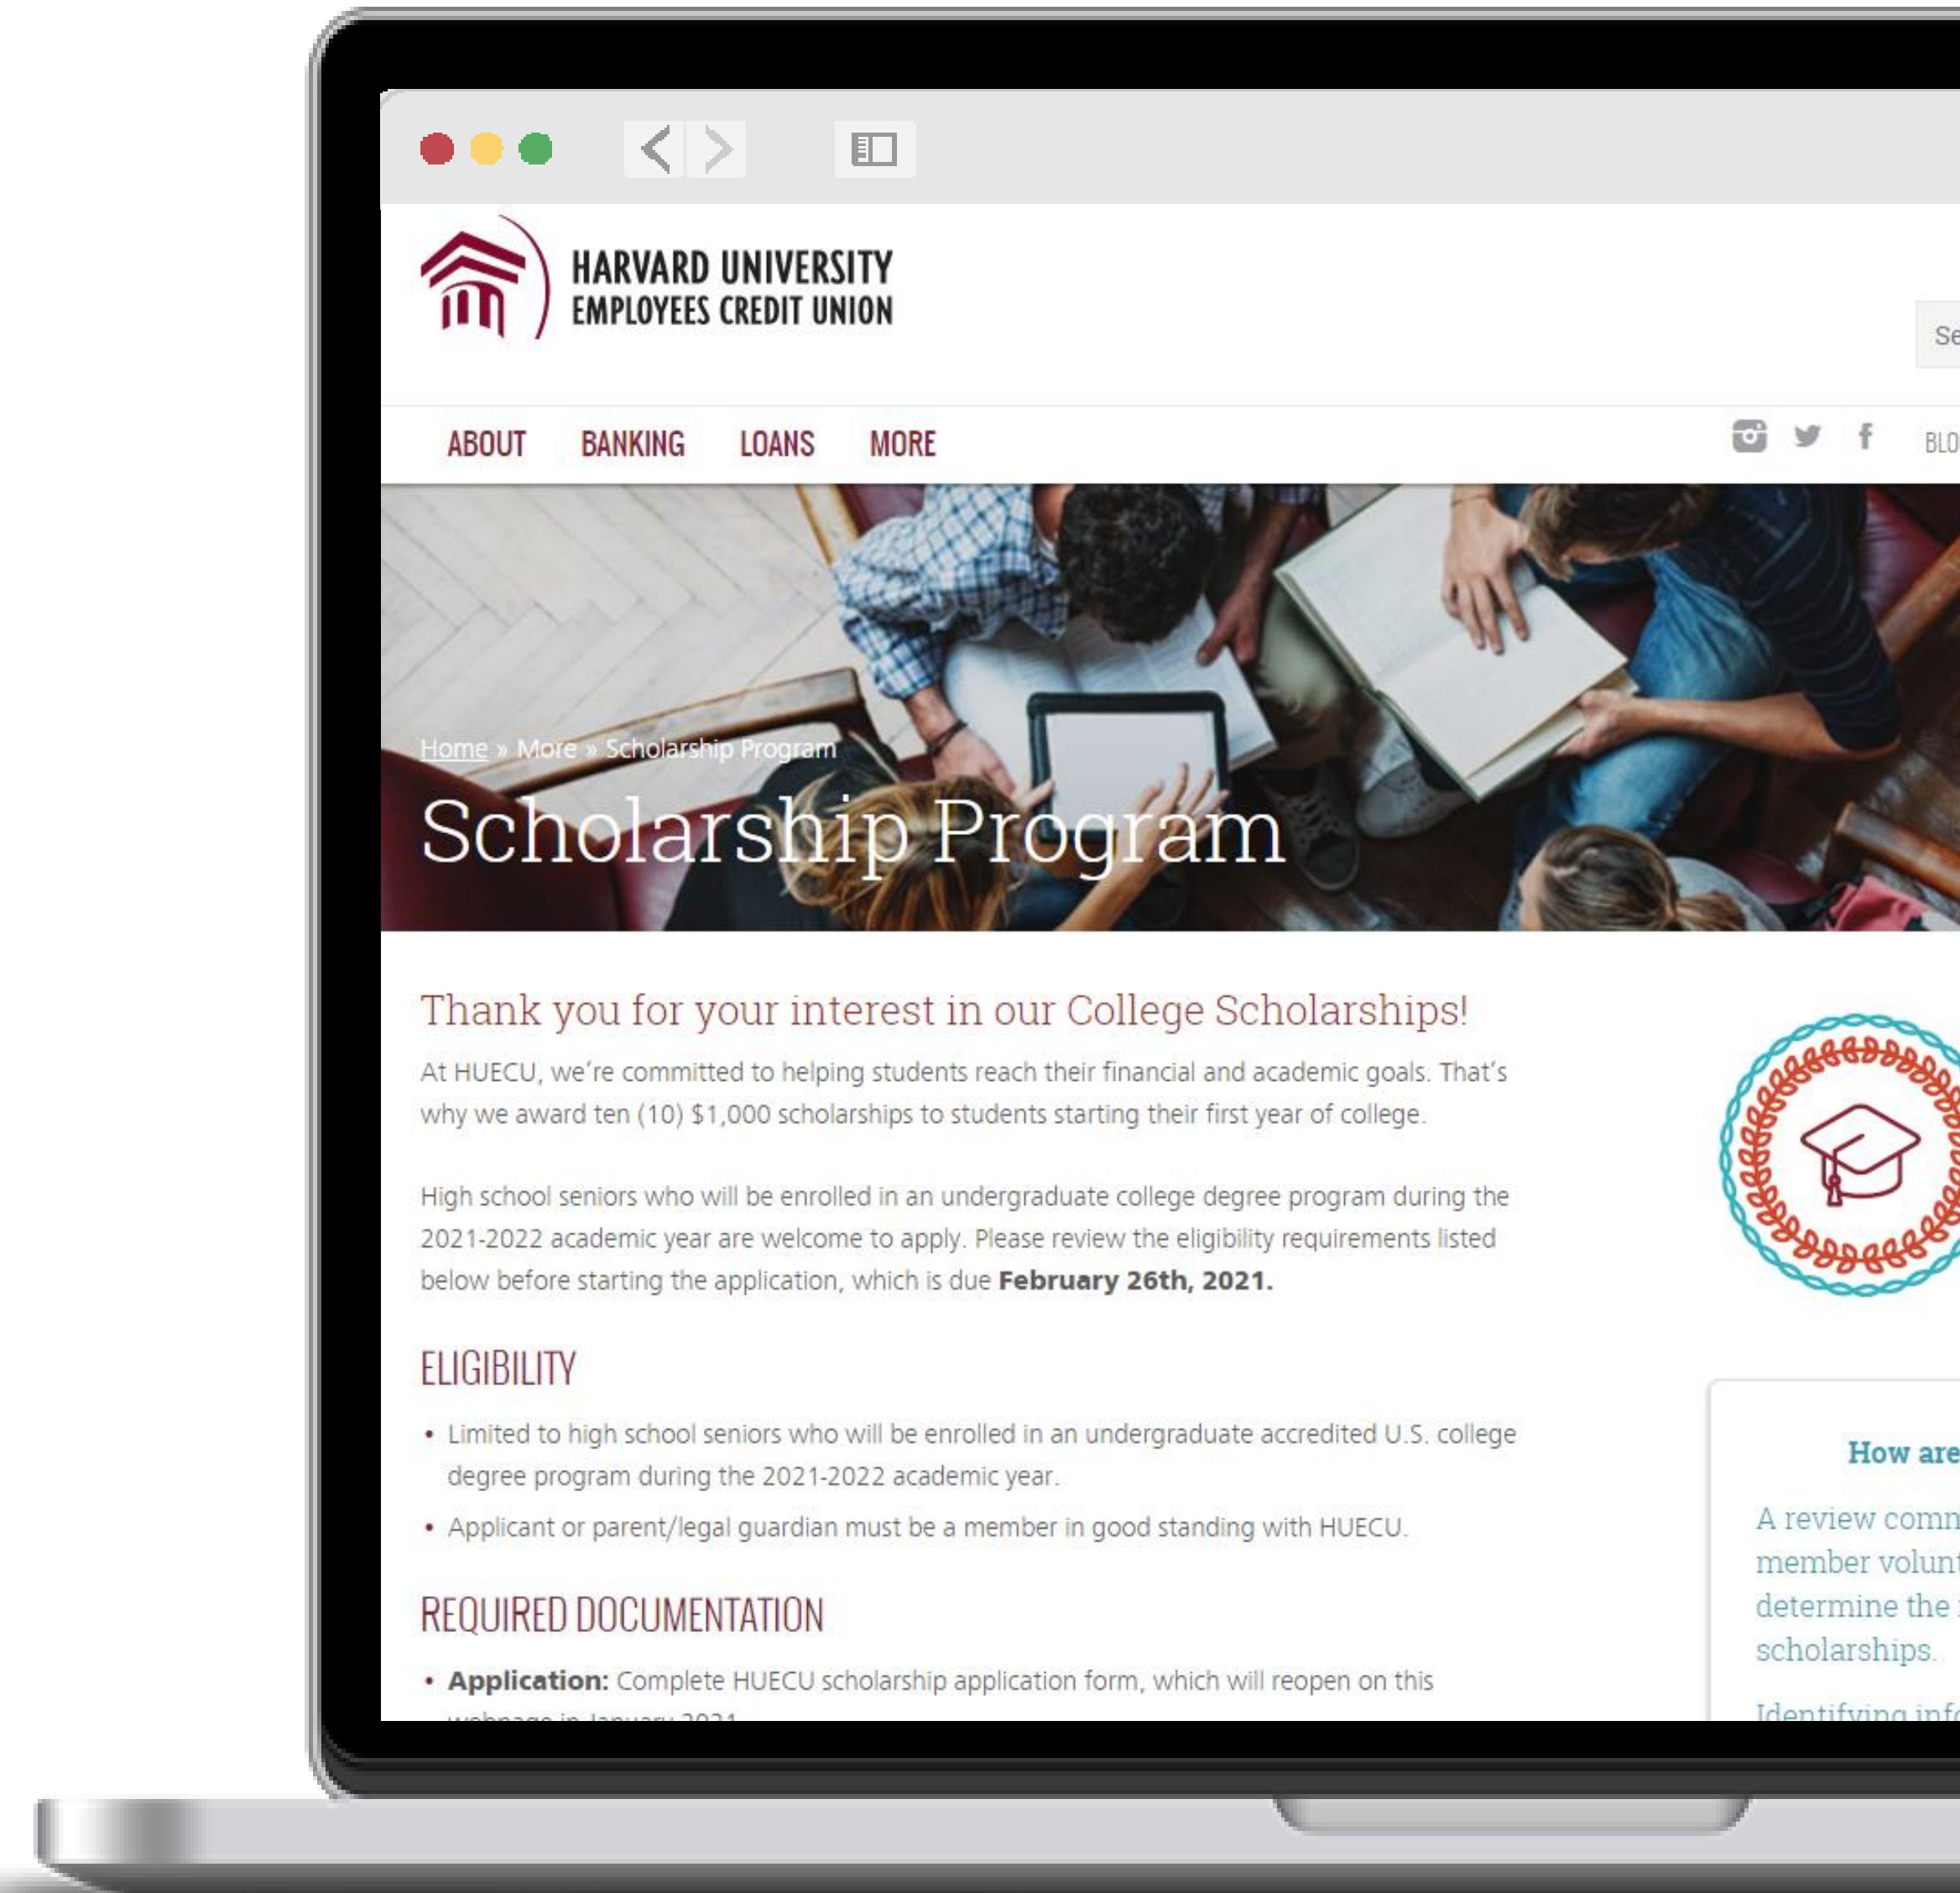 HARVARD UNIVERSITY
EMPLOYEES CREDIT UNION
ABOUT BANKING LOANS MORE
Home » More » Scholarship Program
Scholarship Program
Thank you for your interest in our College Scholarships!
At HUECU, we're committed to helping students reach their financial and academic goals. That's
why we award ten (10) $1,000 scholarships to students starting their first year of college.
High school seniors who will be enrolled in an undergraduate college degree program during the
2021-2022 academic year are welcome to apply. Please review the eligibility requirements listed
below before starting the application, which is due February 26th, 2021.
ELIGIBILITY
• Limited to high school seniors who will be enrolled in an undergraduate accredited U.S. college
degree program during the 2021-2022 academic year.
• Applicant or parent/legal guardian must be a member in good standing with HUECU.
REQUIRED DOCUMENTATION
• Application: Complete HUECU scholarship application form, which will reopen on this
webpage in January 2021
How are
A review
member
determine the
scholarships.
Identifying